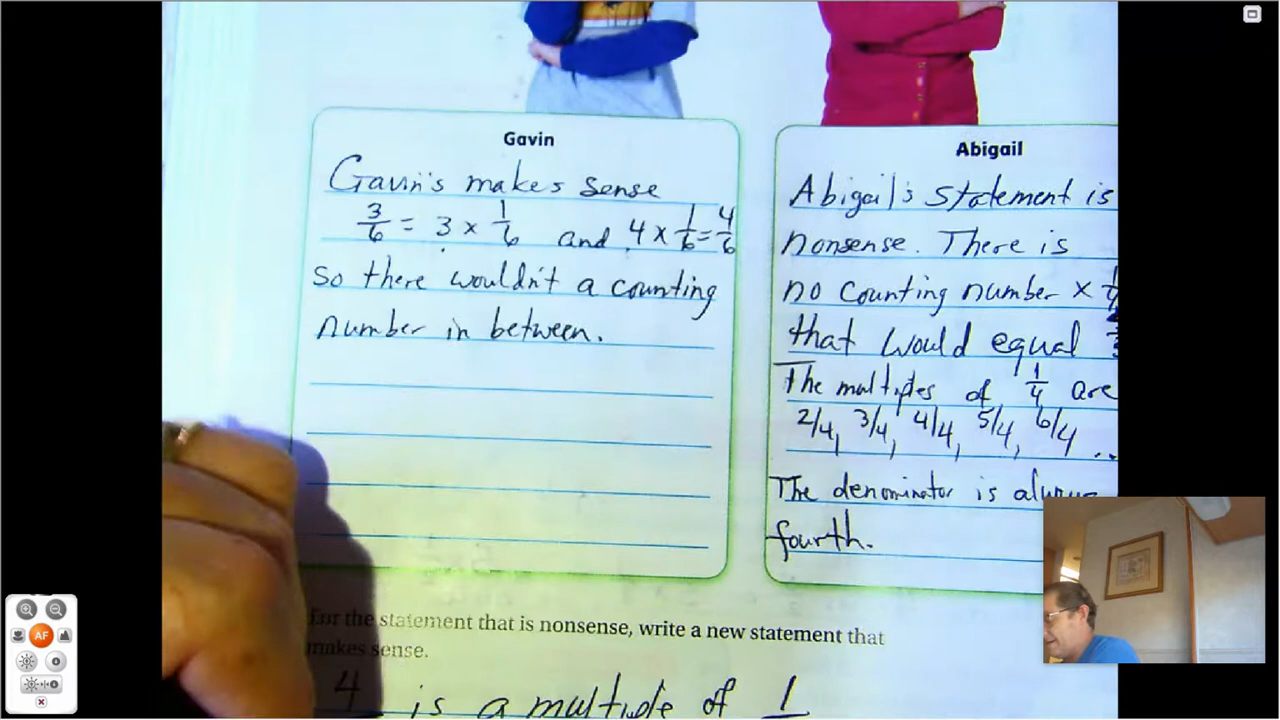 Gavin
Gavin's makes sense
3/6 = 3 × 1/6 and 4 × 1/6 = 4/6
so there wouldn't a counting
number in between.
Abigail
Abigail's statement is
nonsense. There is
no counting number ×
that would equal
The multiples of 1/4 are
2/4, 3/4, 4/4, 5/4, 6/4 ..
The denominator is
fourth.
For the statement that is nonsense, write a new statement that
makes sense.
4 is a multiple of 1
AF